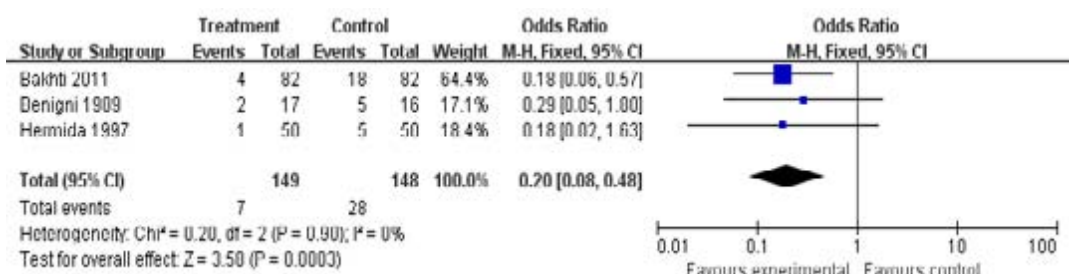 Treatment Control Odds Ratio Odds Ratio
Study or Subgroup Events Total Events Total Weight M-H, Fixed, 95% CI M-H, Fixed, 95% CI
Bakhti 2011 4 82 18 82 64.4% 0.18 [0.06, 0.57]
2 17 5 16 17.1% 0.29 [0.05, 1.80]
Hermida 1997 1 50 5 50 18.4% 0.18 [0.02, 1.63]
Total (95% CI) 149 148 100.0% 0.20 [0.08, 0.48]
Total events 7 28
Heterogeneity: Chi² = 0.20, df = 2 (P = 0.90); I² = 0%
Test for overall effect: Z = 3.58 (P = 0.0003)
0.01 0.1 1 10 100
Favours experimental Favours control